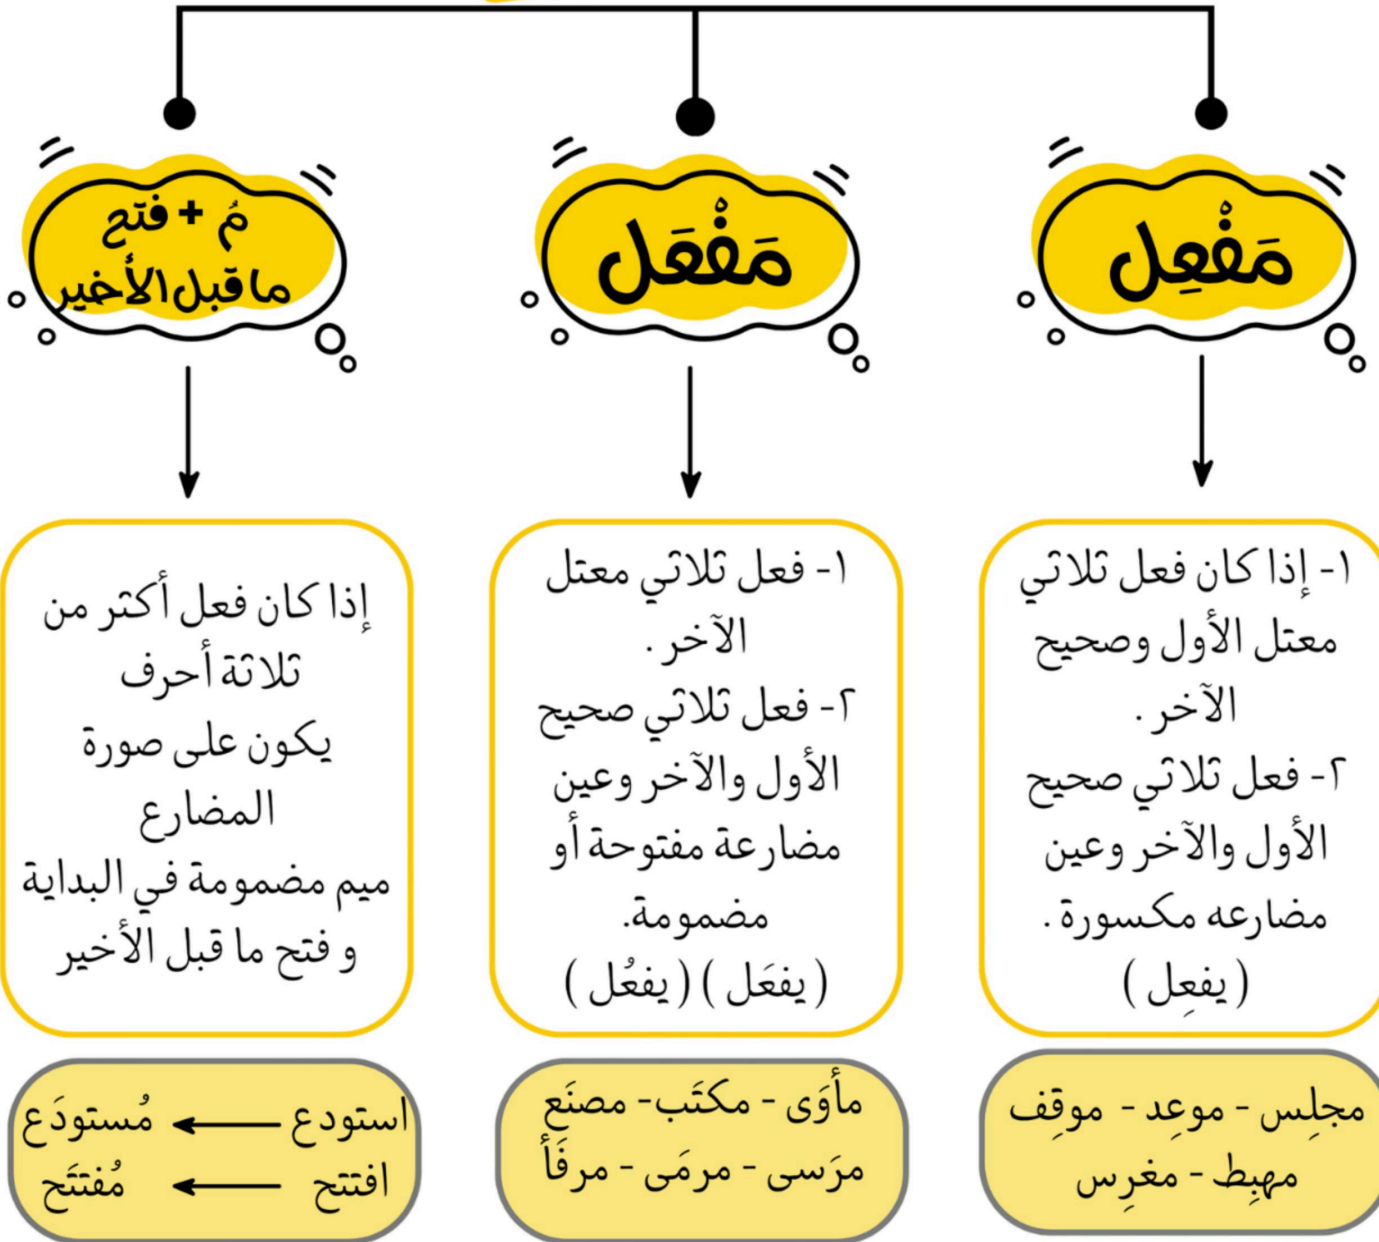 مَفْعِل
١- إذا كان فعل ثلاثي
معتل الأول وصحيح
الآخر .
٢- فعل ثلاثي صحيح
الأول والآخر وعين
مضارعه مكسورة .
( يفعِل )
مجلِس - موعِد - موقِف
مهبِط - مغرِس
مَفْعَل
١- فعل ثلاثي معتل
الآخر .
٢- فعل ثلاثي صحيح
الأول والآخر وعين
مضارعة مفتوحة أو
مضمومة.
( يفعَل ) ( يفعُل )
مأوَى - مكتَب- مصنَع
مرَسى - مرمَى - مرفَأ
مُ + فتح
ما قبل الأخير
إذا كان فعل أكثر من
ثلاثة أحرف
يكون على صورة
المضارع
ميم مضمومة في البداية
و فتح ما قبل الأخير
استودع ← مُستودَع
افتتح ← مُفتتَح